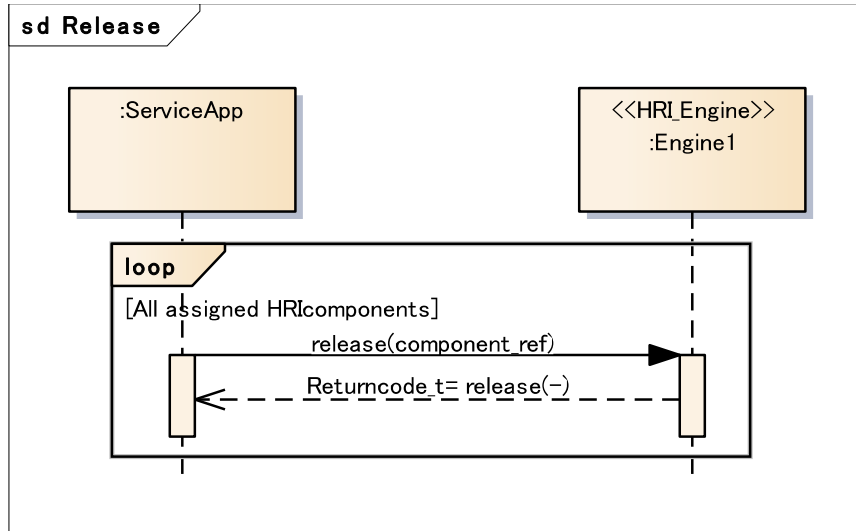 sd Release
:ServiceApp
<<HRI_Engine>>
:Engine1
loop
[All assigned HRIcomponents]
release(component_ref)
Returncode_t= release(-)